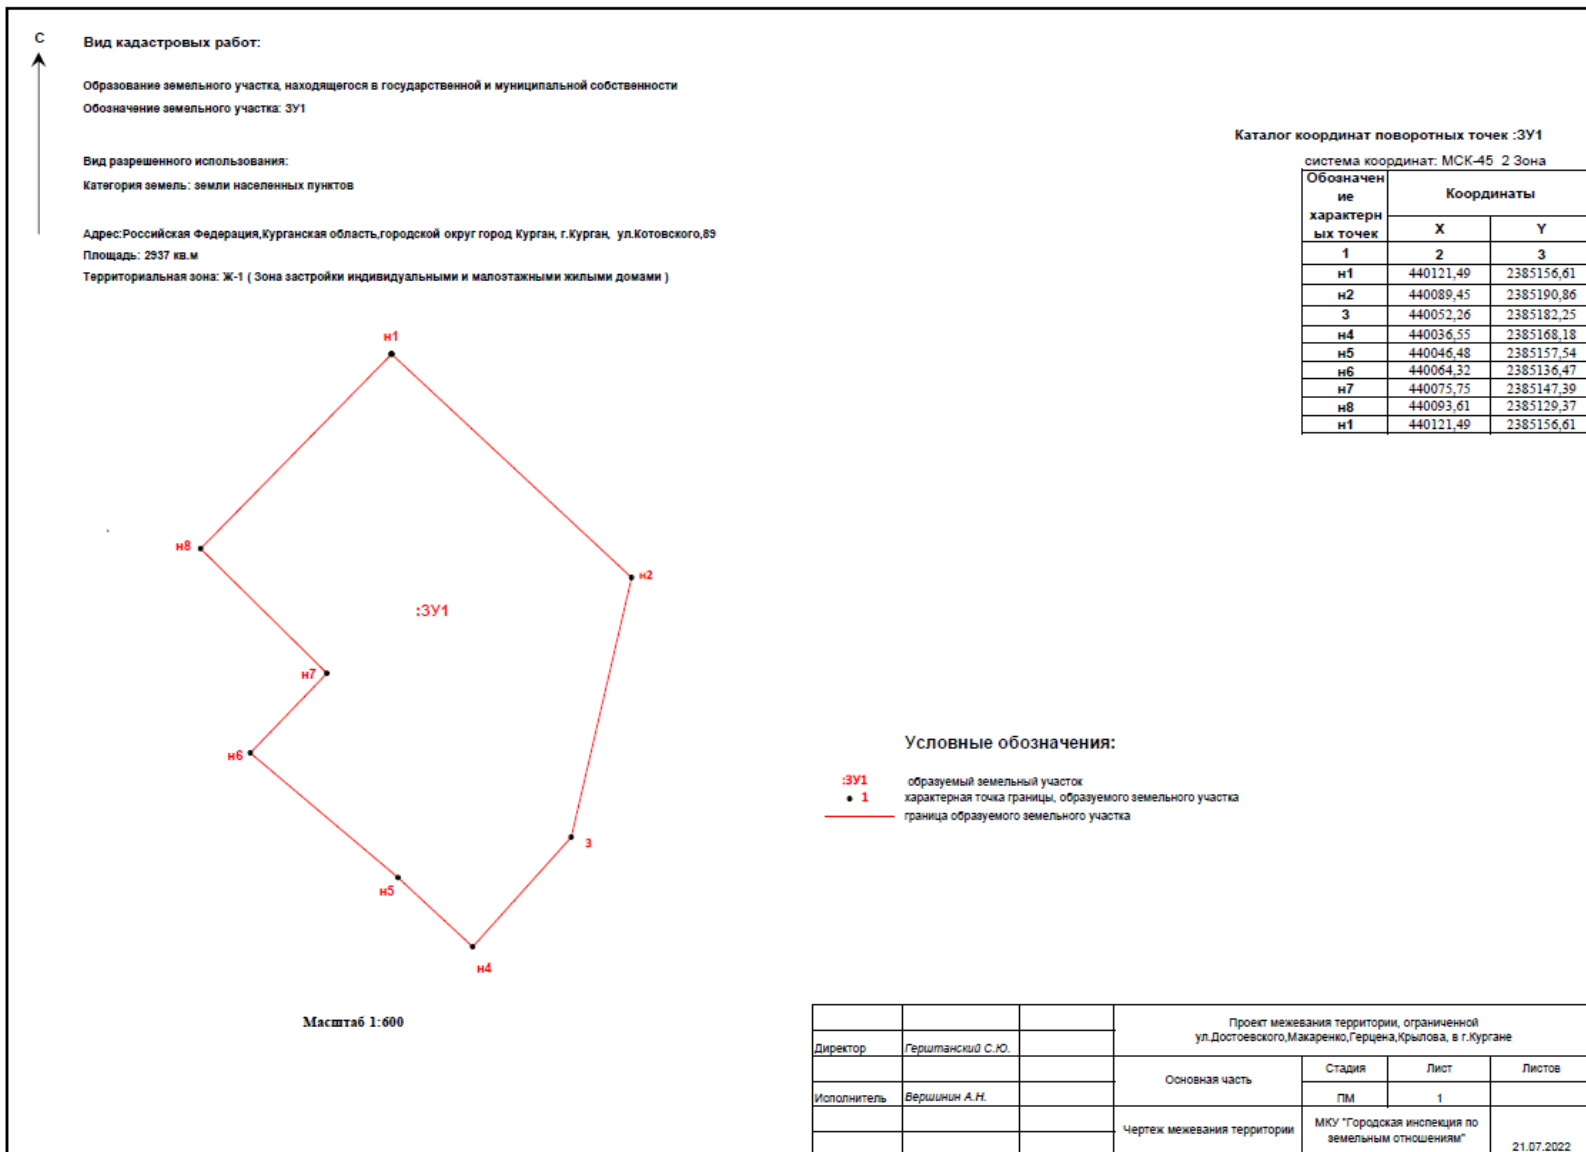 С
Вид кадастровых работ:
Образование земельного участка, находящегося в государственной и муниципальной собственности
Обозначение земельного участка: ЗУ1
Вид разрешенного использования:
Категория земель: земли населенных пунктов
Адрес:Российская Федерация,Курганская область,городской округ город Курган, г.Курган, ул.Котовского,89
Площадь: 2937 кв.м
Территориальная зона: Ж-1 ( Зона застройки индивидуальными и малоэтажными жилыми домами )
Каталог координат поворотных точек :ЗУ1
система координат: МСК-45 2 Зона
Обозначен
ие
характерн
ых точек
Координаты
X Y
1 2 3
н1 440121,49 2385156,61
н2 440089,45 2385190,86
3 440052,26 2385182,25
н4 440036,55 2385168,18
н5 440046,48 2385157,54
н6 440064,32 2385136,47
н7 440075,75 2385147,39
н8 440093,61 2385129,37
н1 440121,49 2385156,61
н1
н8
н2
:ЗУ1
н7
н6
3
н5
н4
Масштаб 1:600
Условные обозначения:
:ЗУ1 образуемый земельный участок
1 характерная точка границы, образуемого земельного участка
граница образуемого земельного участка
Проект межевания территории, ограниченной
ул.Достоевского,Макаренко,Герцена,Крылова, в г.Кургане
Директор Герштанский С.Ю.
Основная часть
Стадия Лист Листов
Исполнитель Вершинин А.Н.
ПМ 1
Чертеж межевания территории
МКУ "Городская инспекция по
земельным отношениям"
21.07.2022